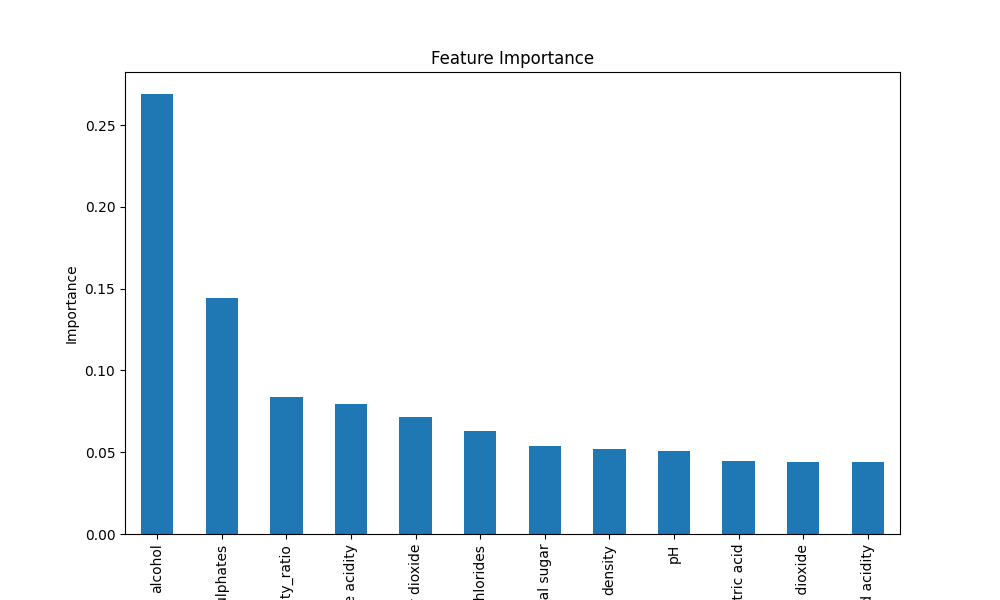 Feature Importance
Importance
0.25
0.20
0.15
0.10
0.05
0.00
alcohol
ulphates
ty_ratio
e acidity
dioxide
hlorides
al sugar
density
pH
tric acid
dioxide
d acidity